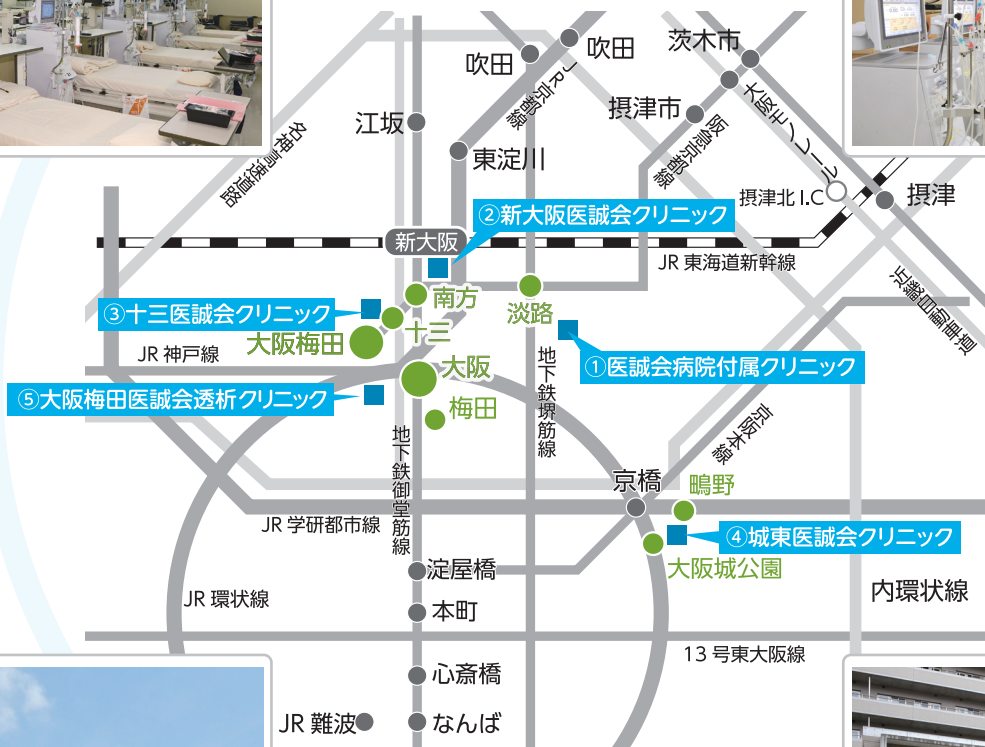 吹田
吹田
茨木市
JR京都線
江坂
摂津市
大阪モンレール
名神高速道路
東淀川
阪急京都線
摂津北I.C
摂津
②新大阪医誠会クリニック
新大阪
JR 東海道新幹線
近畿自動車道
南方
淡路
③十三医誠会クリニック
十三
大阪梅田
JR 神戸線
大阪
地下鉄堺筋線
①医誠会病院付属クリニック
⑤大阪梅田医誠会透析クリニック
梅田
京阪本線
地下鉄御堂筋線
京橋
鴫野
JR 学研都市線
④城東医誠会クリニック
淀屋橋
大阪城公園
JR 環状線
本町
内環状線
13 号東大阪線
心斎橋
JR 難波
なんば